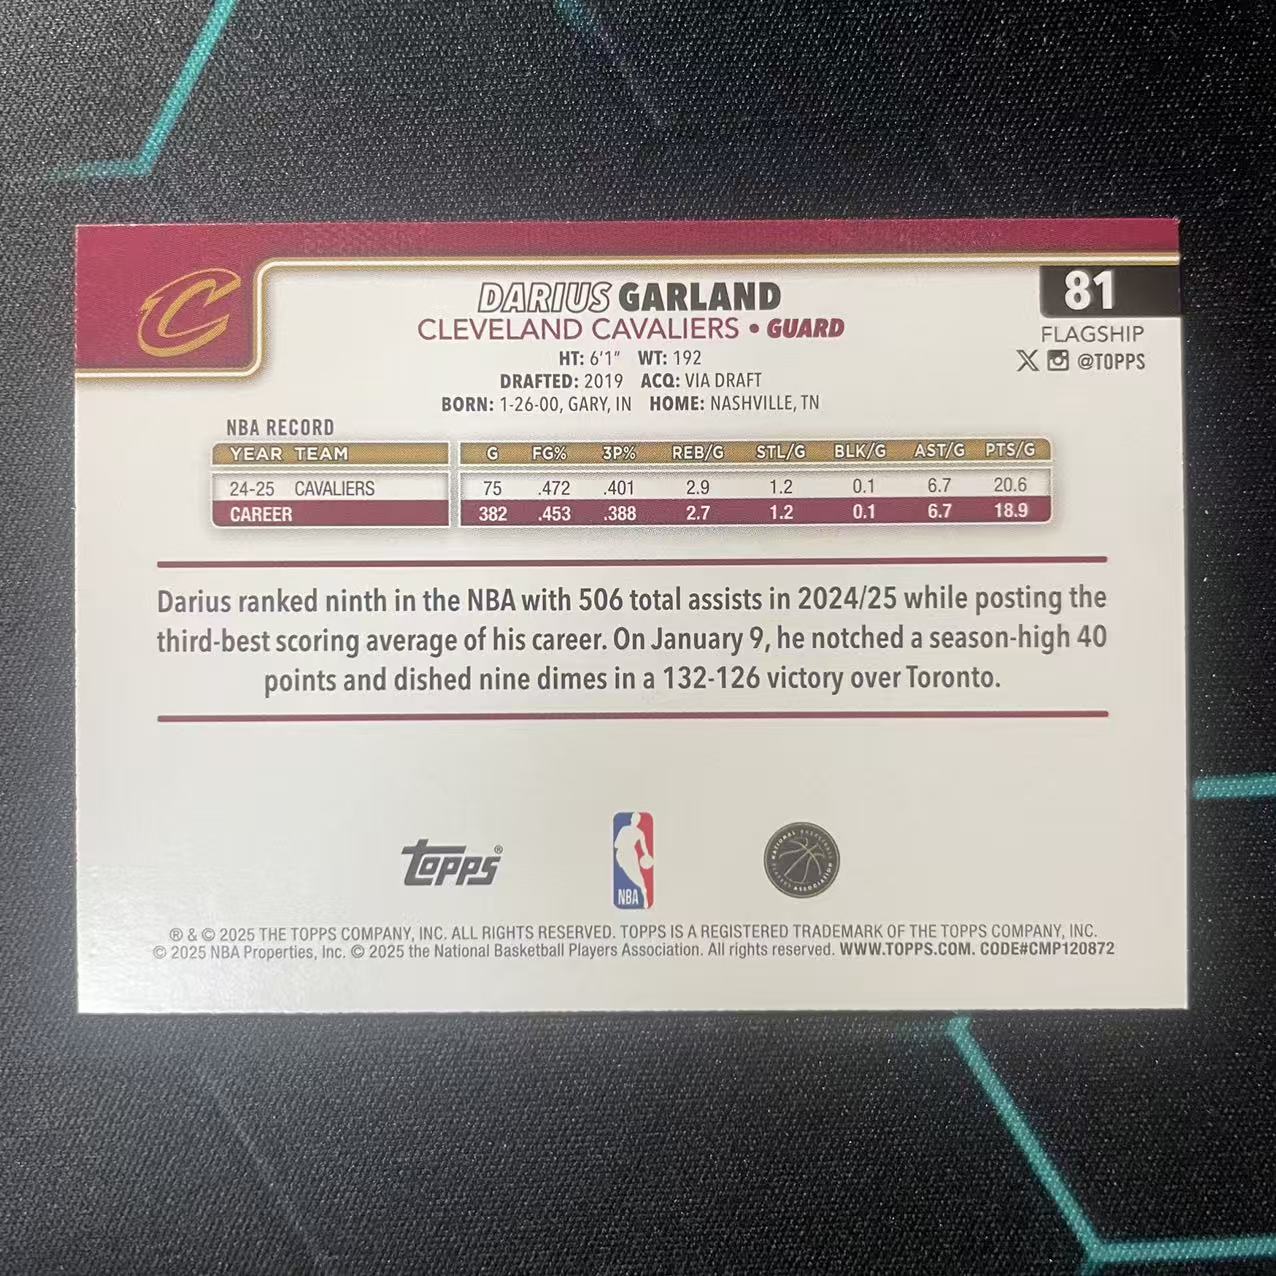 81
DARIUS GARLAND
CLEVELAND CAVALIERS • GUARD
FLAGSHIP
@TOPPS
HT: 6'1" WT: 192
DRAFTED: 2019 ACQ: VIA DRAFT
BORN: 1-26-00, GARY, IN HOME: NASHVILLE, TN
NBA RECORD
YEAR TEAM G FG% 3P% REB/G STL/G BLK/G AST/G PTS/G
24-25 CAVALIERS 75 .472 .401 2.9 1.2 0.1 6.7 20.6
CAREER 382 .453 .388 2.7 1.2 0.1 6.7 18.9
Darius ranked ninth in the NBA with 506 total assists in 2024/25 while posting the
third-best scoring average of his career. On January 9, he notched a season-high 40
points and dished nine dimes in a 132-126 victory over Toronto.
topps®
NBA
NATIONAL BASKETBALL PLAYERS ASSOCIATION
® & © 2025 THE TOPPS COMPANY, INC. ALL RIGHTS RESERVED. TOPPS IS A REGISTERED TRADEMARK OF THE TOPPS COMPANY, INC.
© 2025 NBA Properties, Inc. © 2025 the National Basketball Players Association. All rights reserved. WWW.TOPPS.COM. CODE#CMP120872